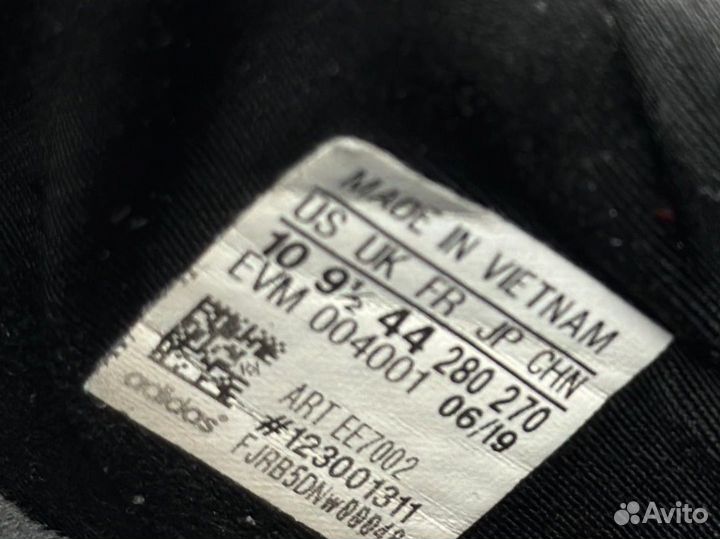 MADE IN VIETNAM
US UK FR JP CHN
10 9½ 44 280 270
EVM 004001 06/19
ART EE7002
#123001311
adidas
Avito